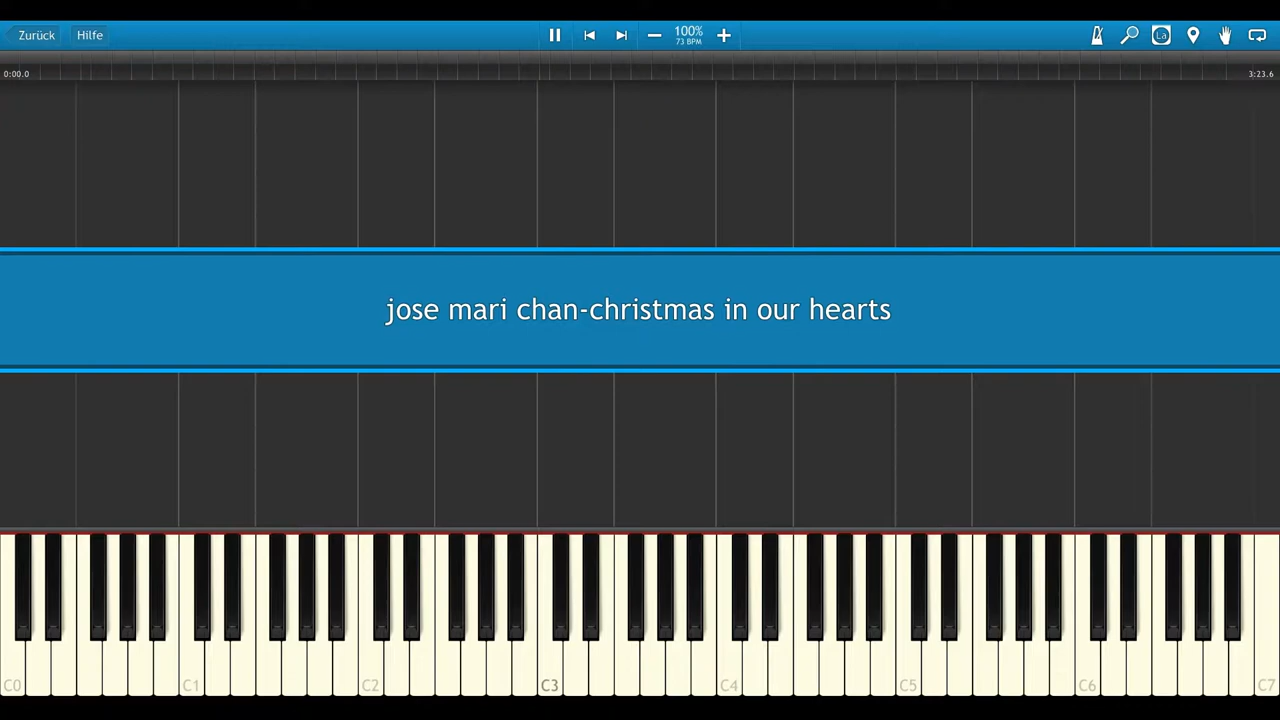 Zurück Hilfe 100% La
73 BPM
0:00.0 3:23.6
jose mari chan-christmas in our hearts
C0 C1 C2 C3 C4 C5 C6 C7